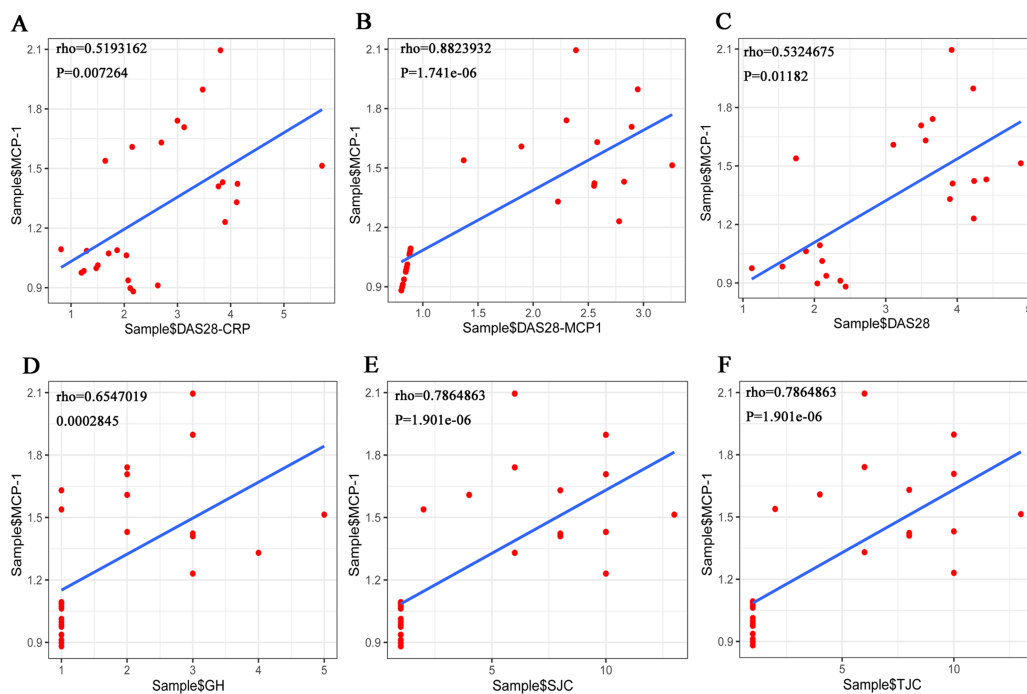 A
rho=0.5193162
P=0.007264
Sample$MCP-1
2.1
1.8
1.5
1.2
0.9
1 2 3 4 5
Sample$DAS28-CRP
B
rho=0.8823932
P=1.741e-06
Sample$MCP-1
2.1
1.8
1.5
1.2
0.9
1.0 1.5 2.0 2.5 3.0
Sample$DAS28-MCP1
C
rho=0.5324675
P=0.01182
Sample$MCP-1
2.1
1.8
1.5
1.2
0.9
1 2 3 4 5
Sample$DAS28
D
rho=0.6547019
0.0002845
Sample$MCP-1
2.1
1.8
1.5
1.2
0.9
1 2 3 4 5
Sample$GH
E
rho=0.7864863
P=1.901e-06
Sample$MCP-1
2.1
1.8
1.5
1.2
0.9
5 10
Sample$SJC
F
rho=0.7864863
P=1.901e-06
Sample$MCP-1
2.1
1.8
1.5
1.2
0.9
5 10
Sample$TJC